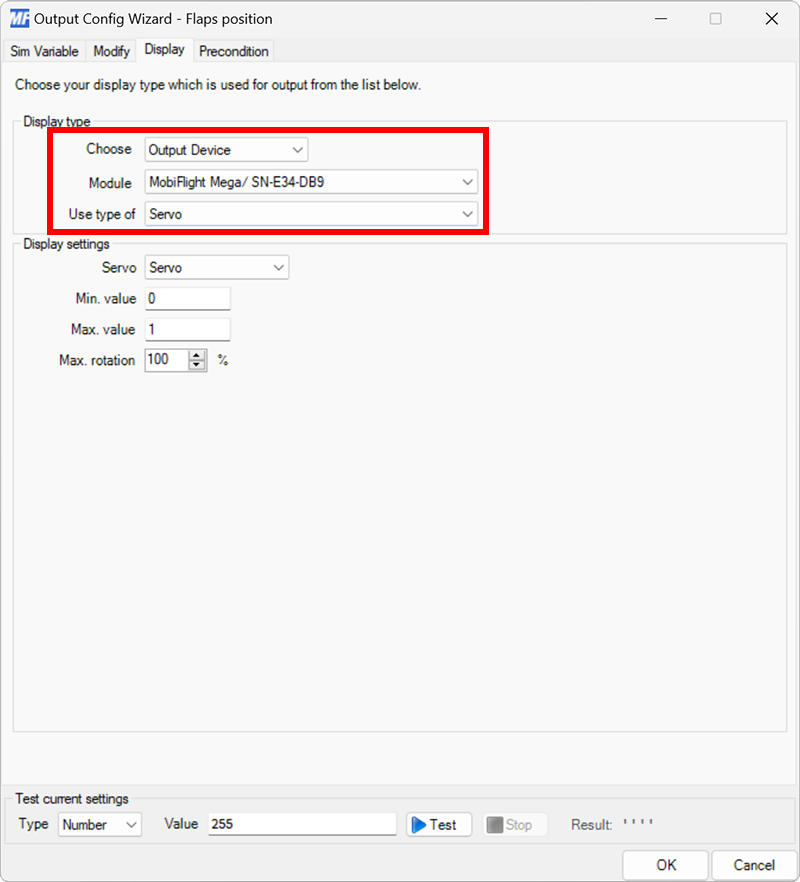 MF Output Config Wizard - Flaps position
Sim Variable Modify Display Precondition
Choose your display type which is used for output from the list below.
Display type
Choose Output Device
Module MobiFlight Mega/ SN-E34-DB9
Use type of Servo
Display settings
Servo Servo
Min. value 0
Max. value 1
Max. rotation 100 %
Test current settings
Type Number Value 255 Test Stop Result: ' ' ' '
OK Cancel